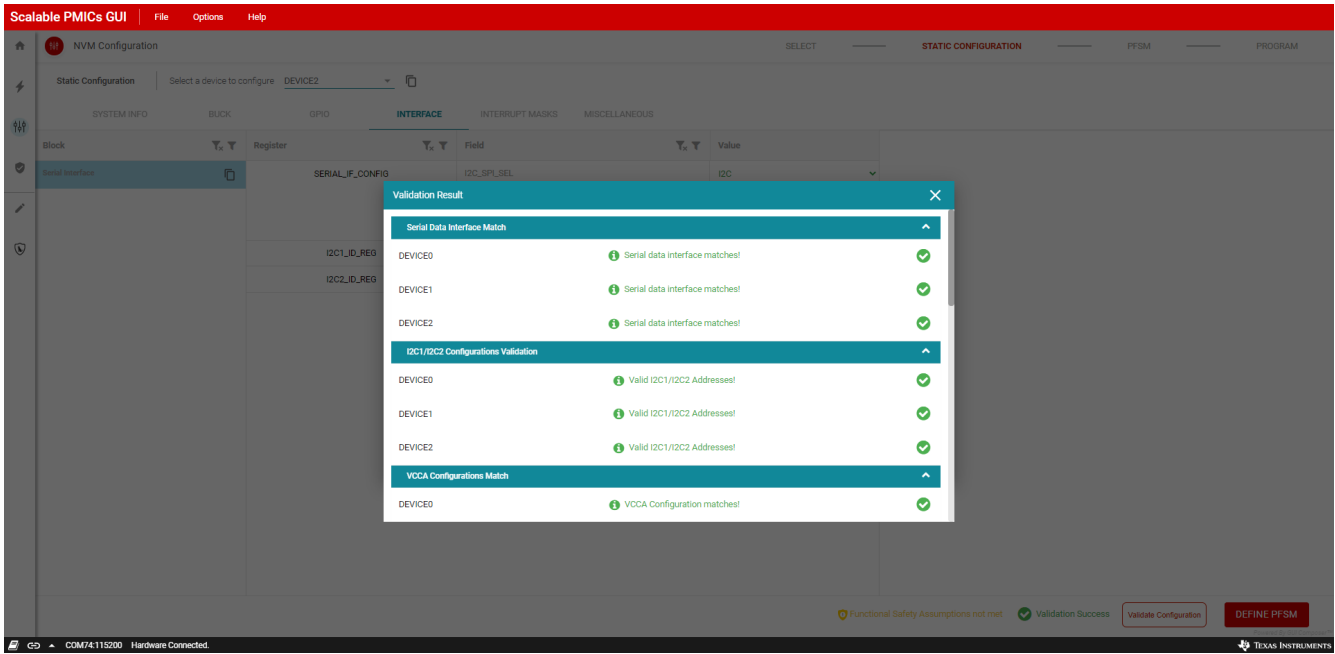 Scalable PMICs GUI File Options Help
NVM Configuration SELECT STATIC CONFIGURATION PFSM PROGRAM
Static Configuration Select a device to configure DEVICE2
SYSTEM INFO BUCK GPIO INTERFACE INTERRUPT MASKS MISCELLANEOUS
Block Register Field Value
Serial Interface SERIAL_IF_CONFIG I2C_SPI_SEL I2C
Validation Result
Serial Data Interface Match
I2C1_ID_REG DEVICE0 Serial data interface matches!
I2C2_ID_REG DEVICE1 Serial data interface matches!
DEVICE2 Serial data interface matches!
I2C1/I2C2 Configurations Validation
DEVICE0 Valid I2C1/I2C2 Addresses!
DEVICE1 Valid I2C1/I2C2 Addresses!
DEVICE2 Valid I2C1/I2C2 Addresses!
VCCA Configurations Match
DEVICE0 VCCA Configuration matches!
Functional Safety Assumptions not met. Validation Success Validate Configuration DEFINE PFSM
COM74:115200 Hardware Connected. TEXAS INSTRUMENTS